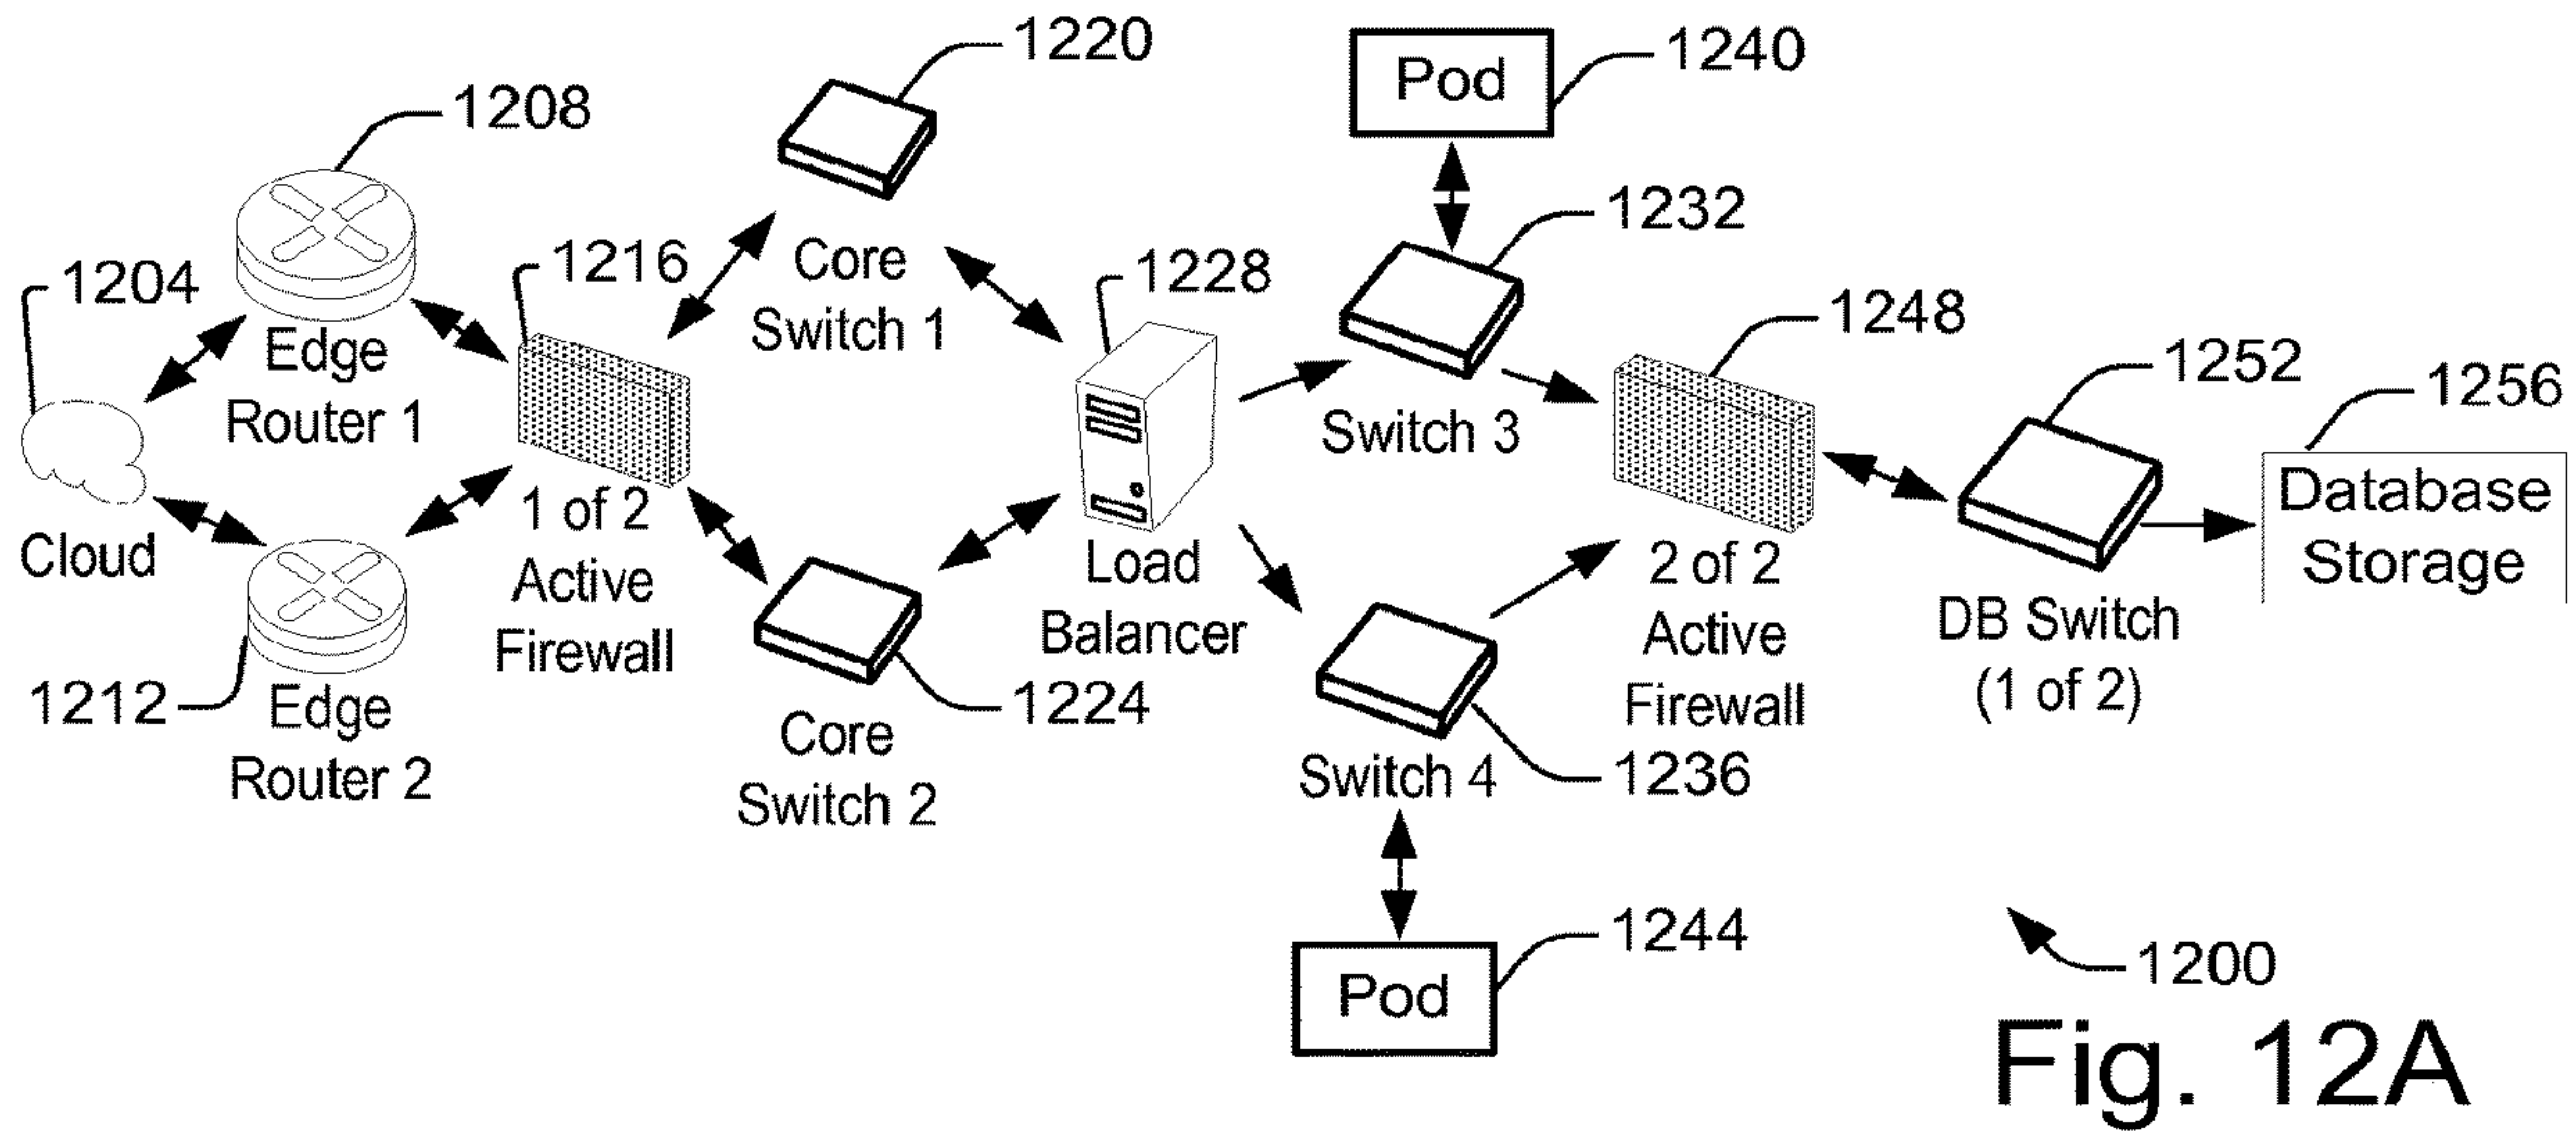 1220
1240
Pod
1208
1232
1216
Core
Switch 1
1228
1204
1248
Edge
Router 1
1252
1256
Switch 3
Database
Storage
1 of 2
Active
Firewall
Cloud
Load
Balancer
2 of 2
Active
Firewall
DB Switch
(1 of 2)
1212
Edge
Router 2
1224
Core
Switch 2
Switch 4
1236
1244
Pod
1200
Fig. 12A